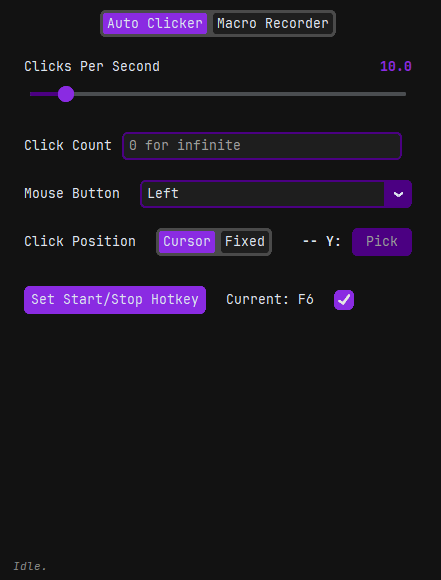 Auto Clicker Macro Recorder
Clicks Per Second 10.0
Click Count 0 for infinite
Mouse Button Left
Click Position Cursor Fixed -- Y: Pick
Set Start/Stop Hotkey Current: F6
Idle.